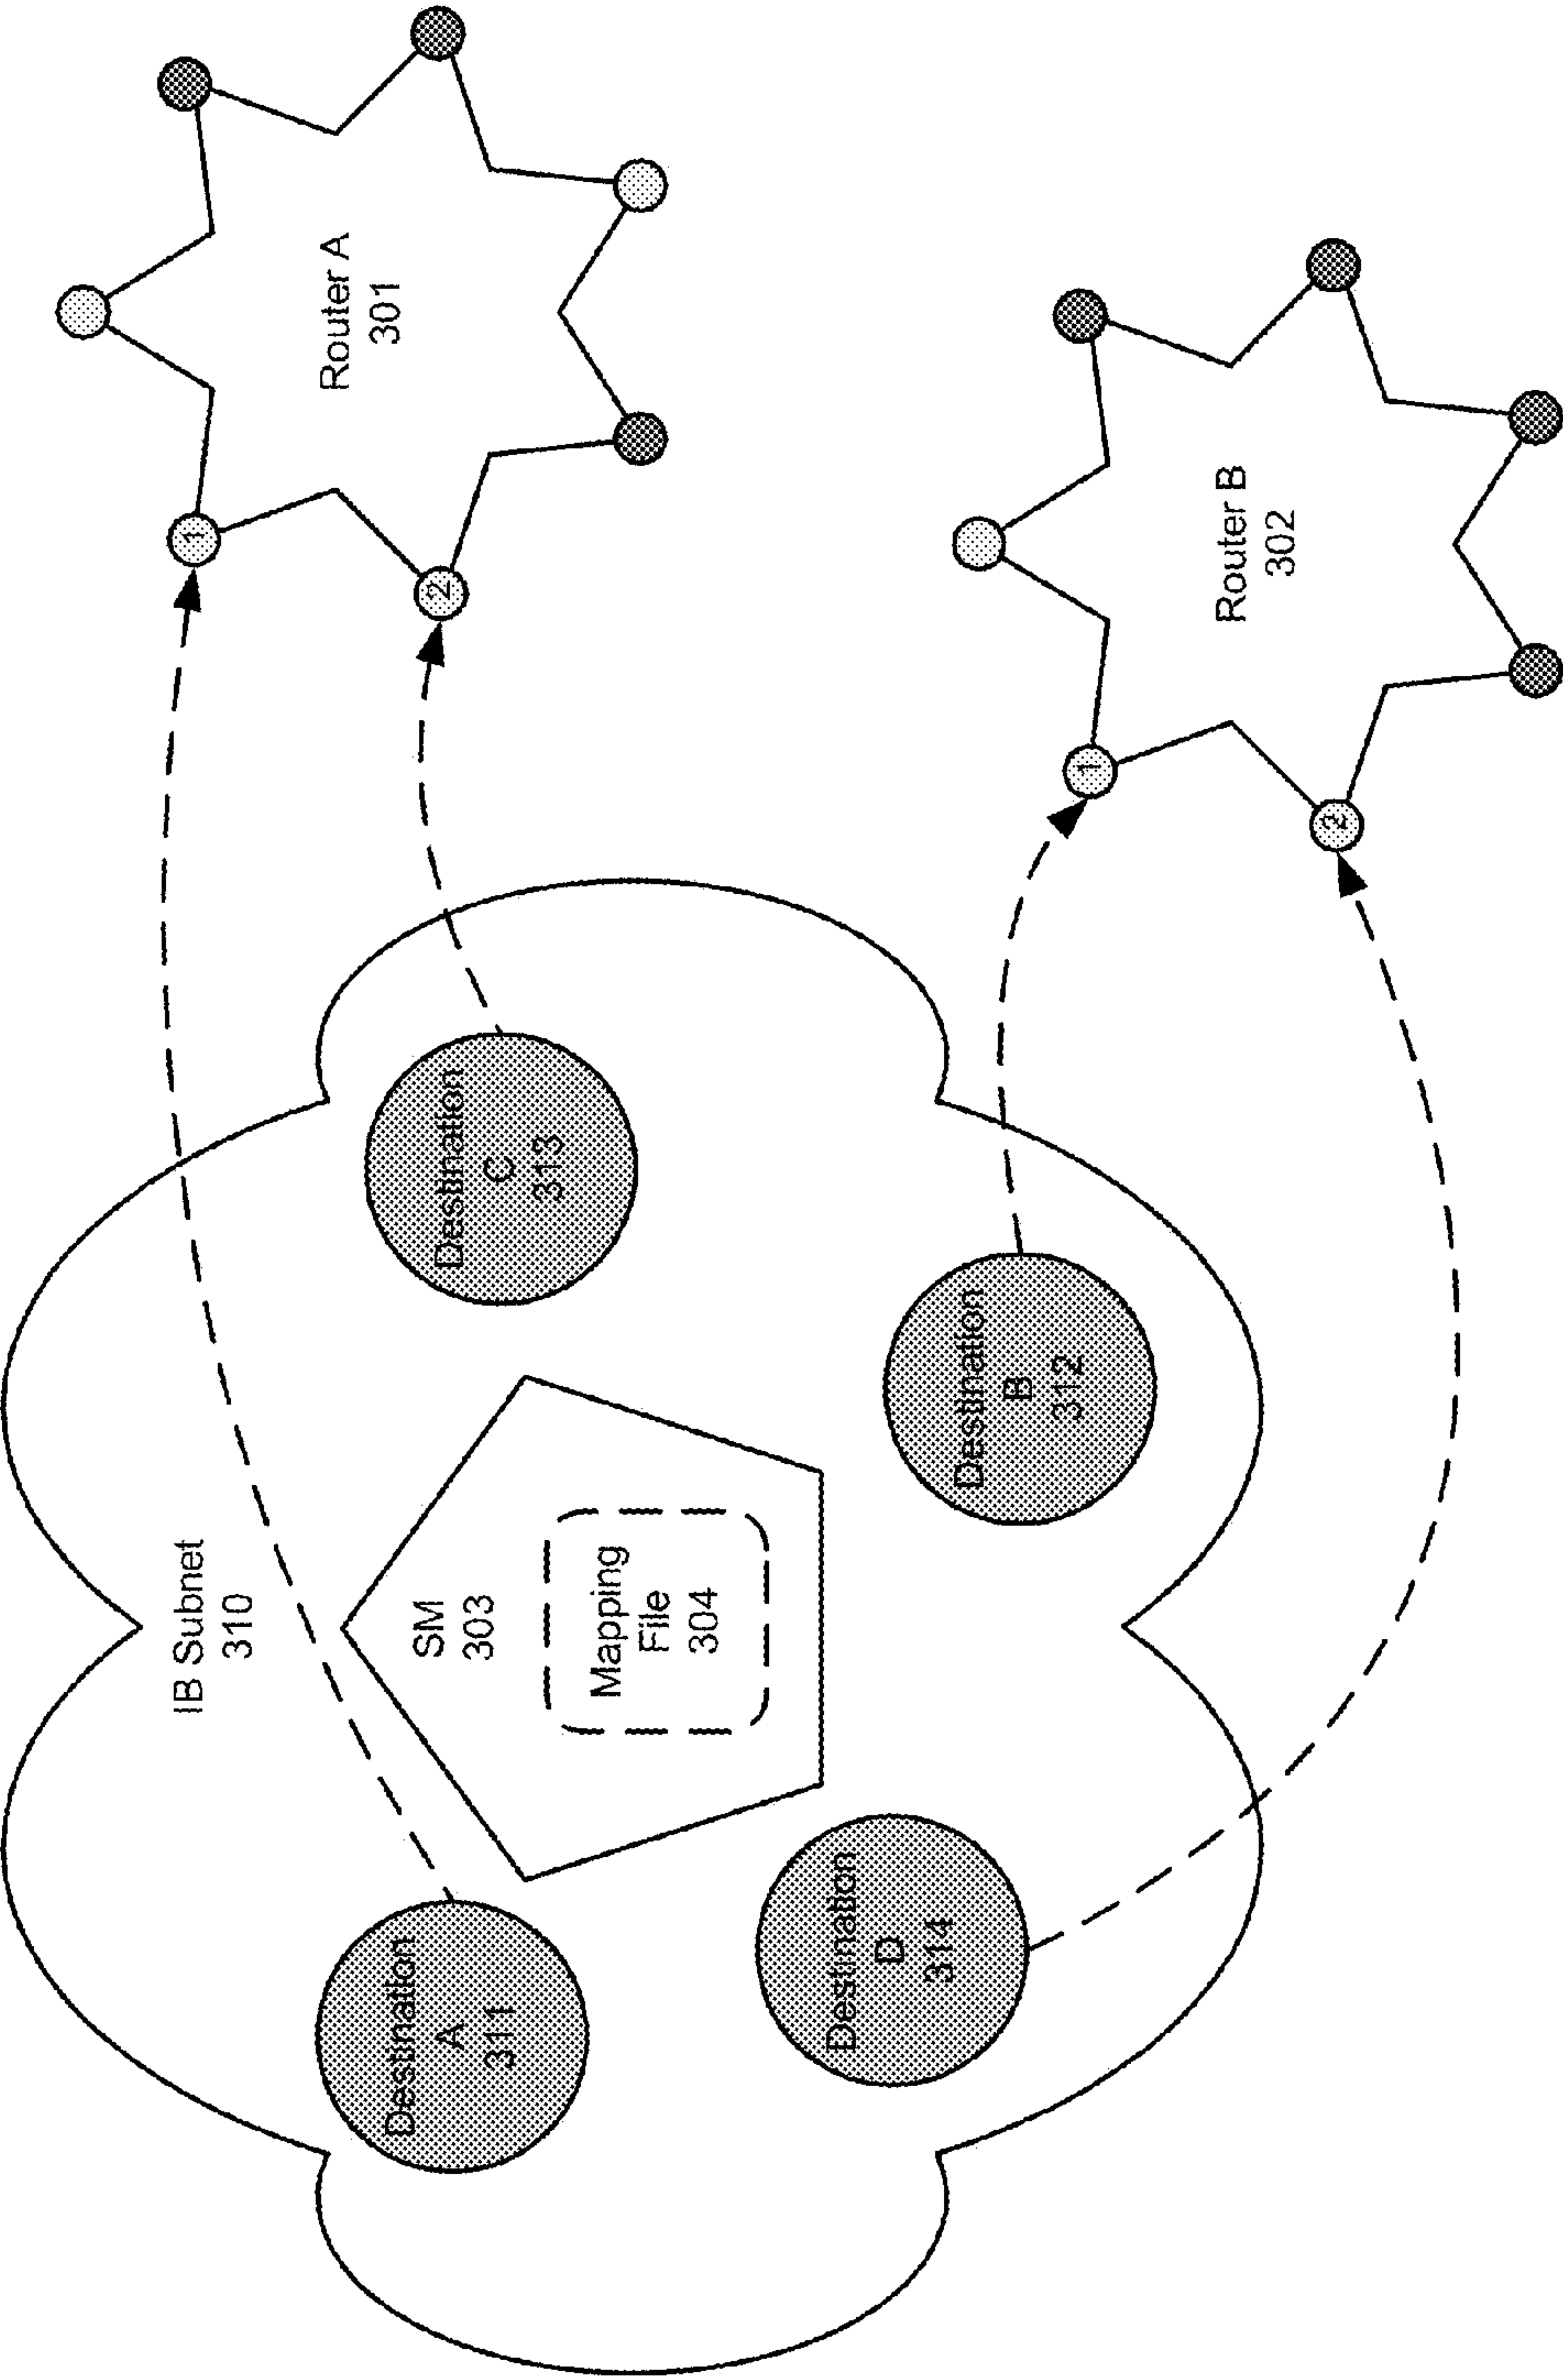 IB Subnet
310
SM
303
Mapping
File
304
Destination
A
311
Destination
C
313
Destination
D
314
Destination
B
312
1
2
Router A
301
1
2
Router B
302